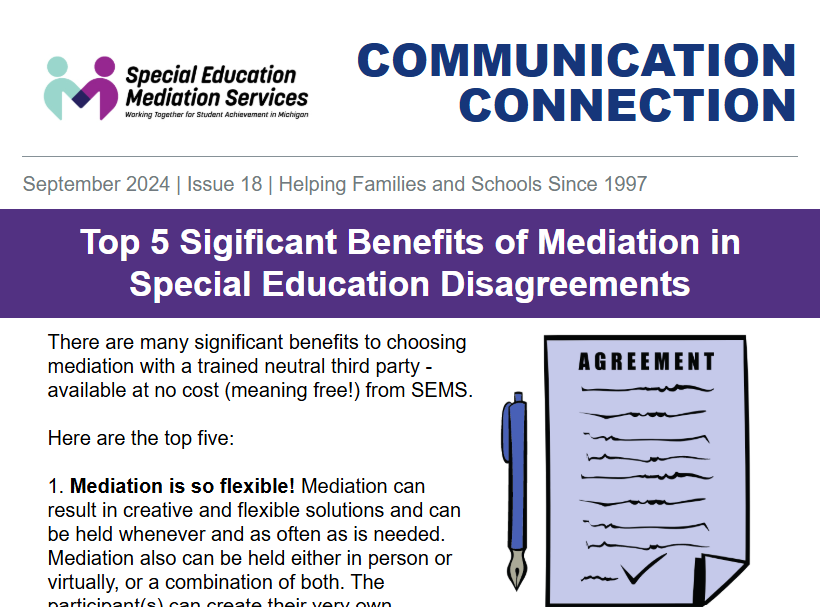 Special Education
Mediation Services
Working Together for Student Achievement in Michigan
COMMUNICATION
CONNECTION
September 2024 | Issue 18 | Helping Families and Schools Since 1997
Top 5 Sigificant Benefits of Mediation in
Special Education Disagreements
There are many significant benefits to choosing
mediation with a trained neutral third party -
available at no cost (meaning free!) from SEMS.
Here are the top five:
1. Mediation is so flexible! Mediation can
result in creative and flexible solutions and can
be held whenever and as often as is needed.
Mediation also can be held either in person or
virtually, or a combination of both. The
participant(s) can create their very own
AGREEMENT